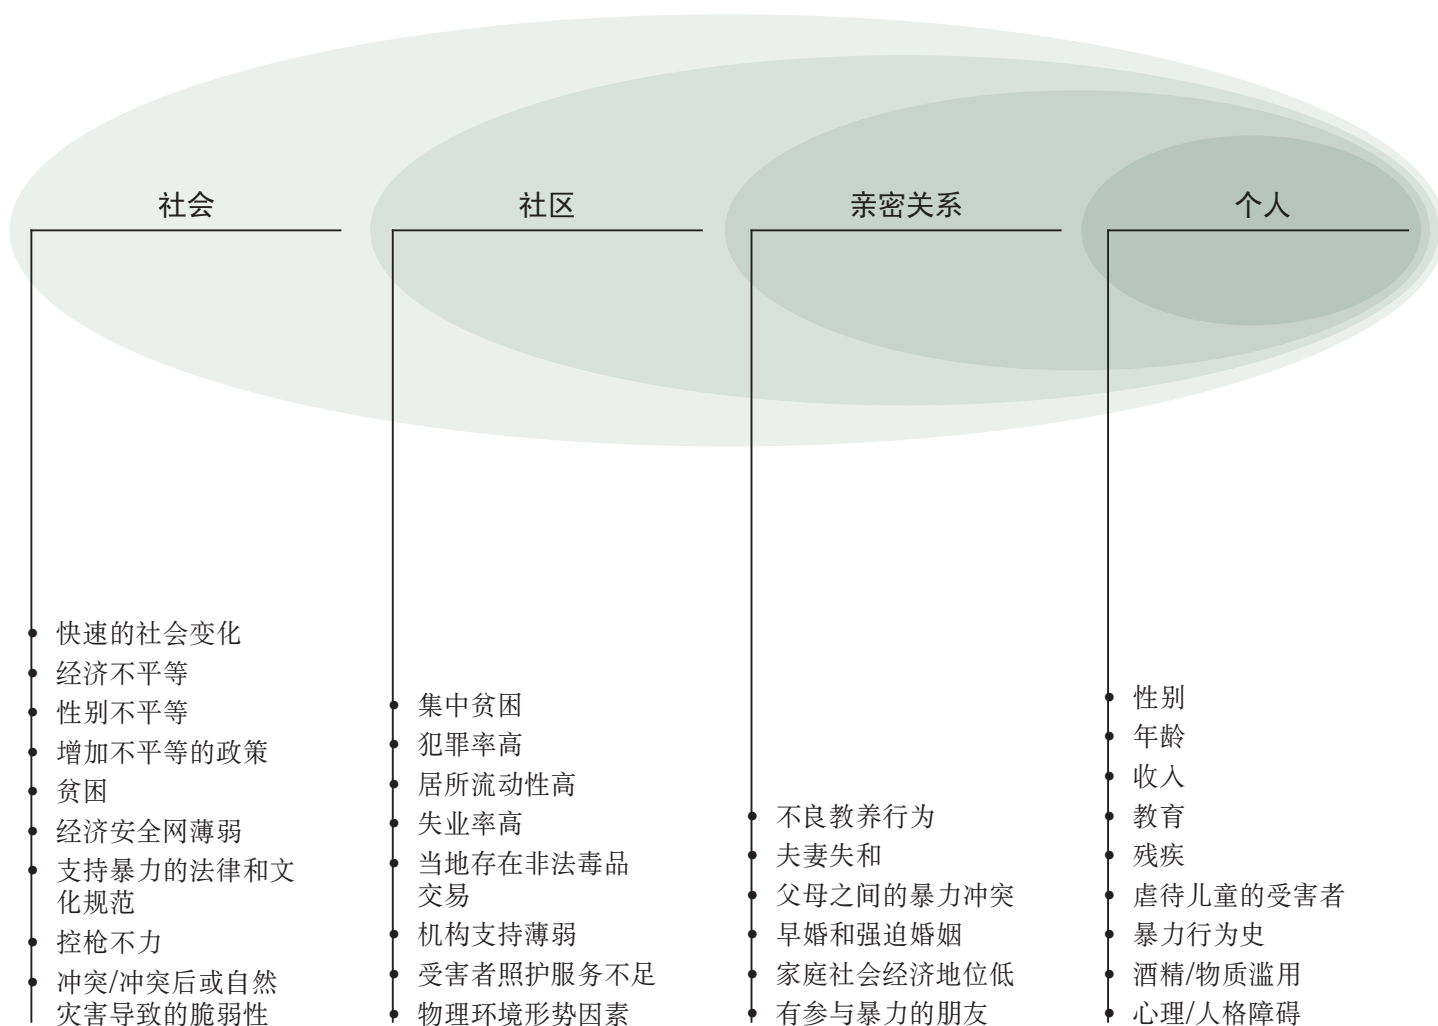 社会
快速的社会变化
经济不平等
性别不平等
增加不平等的政策
贫困
经济安全网薄弱
支持暴力的法律和文
化规范
控枪不力
冲突/冲突后或自然
灾害导致的脆弱性
社区
集中贫困
犯罪率高
居所流动性高
失业率高
当地存在非法毒品
交易
机构支持薄弱
受害者照护服务不足
物理环境形势因素
亲密关系
不良教养行为
夫妻失和
父母之间的暴力冲突
早婚和强迫婚姻
家庭社会经济地位低
有参与暴力的朋友
个人
性别
年龄
收入
教育
残疾
虐待儿童的受害者
暴力行为史
酒精/物质滥用
心理/人格障碍